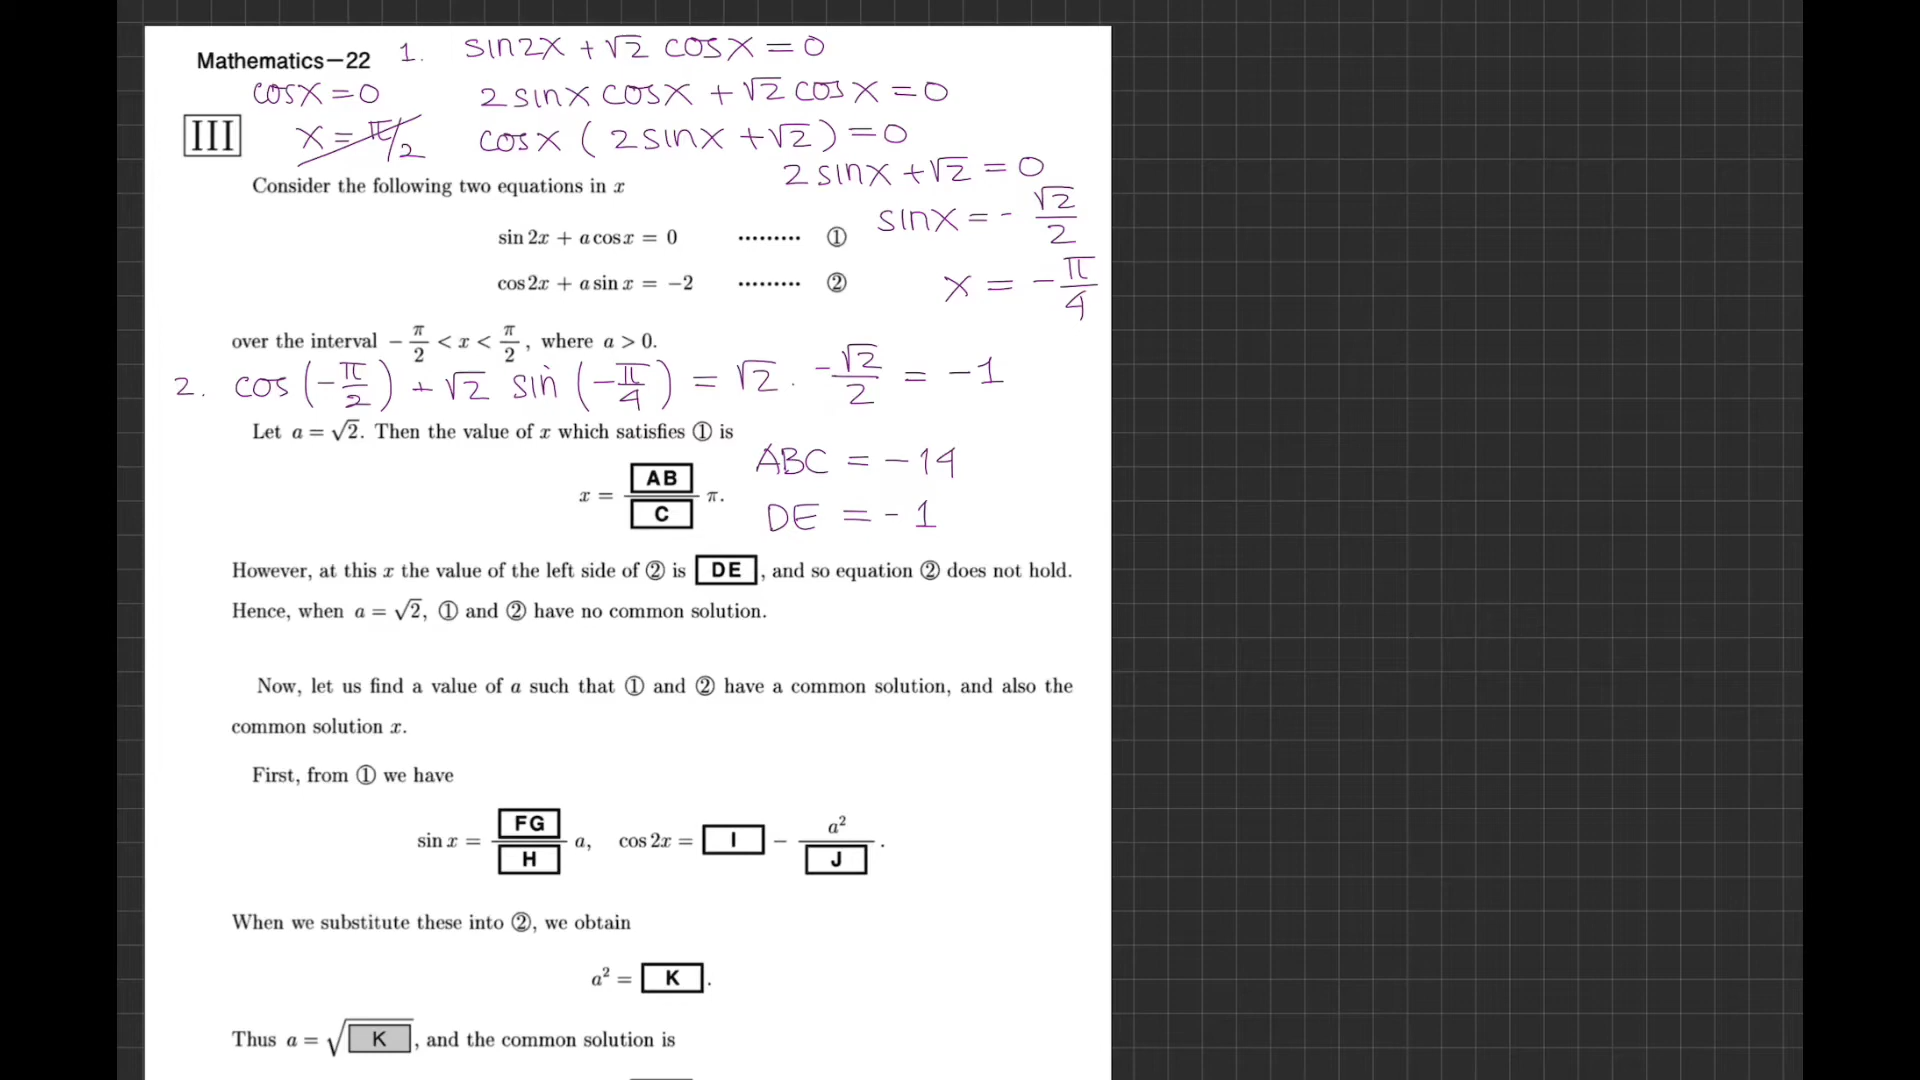 Mathematics—22
1. sin2x + √2 cosx = 0
cosx = 0
2 sinx cosx + √2 cosx = 0
III
x = π/2
cosx ( 2 sinx + √2 ) = 0
2 sinx + √2 = 0
Consider the following two equations in x
sinx = - √2/2
sin 2x + a cos x = 0 ········· ①
x = - π/4
cos 2x + a sin x = −2 ········· ②
over the interval − π/2 < x < π/2 , where a > 0.
2. cos (- π/2) + √2 sin (- π/4) = √2 · - √2/2 = -1
Let a = √2. Then the value of x which satisfies ① is
ABC = -14
x = AB/C π.
DE = -1
However, at this x the value of the left side of ② is DE , and so equation ② does not hold.
Hence, when a = √2, ① and ② have no common solution.
Now, let us find a value of a such that ① and ② have a common solution, and also the
common solution x.
First, from ① we have
sin x = FG/H a, cos 2x = I − a²/J .
When we substitute these into ②, we obtain
a² = K .
Thus a = √K , and the common solution is